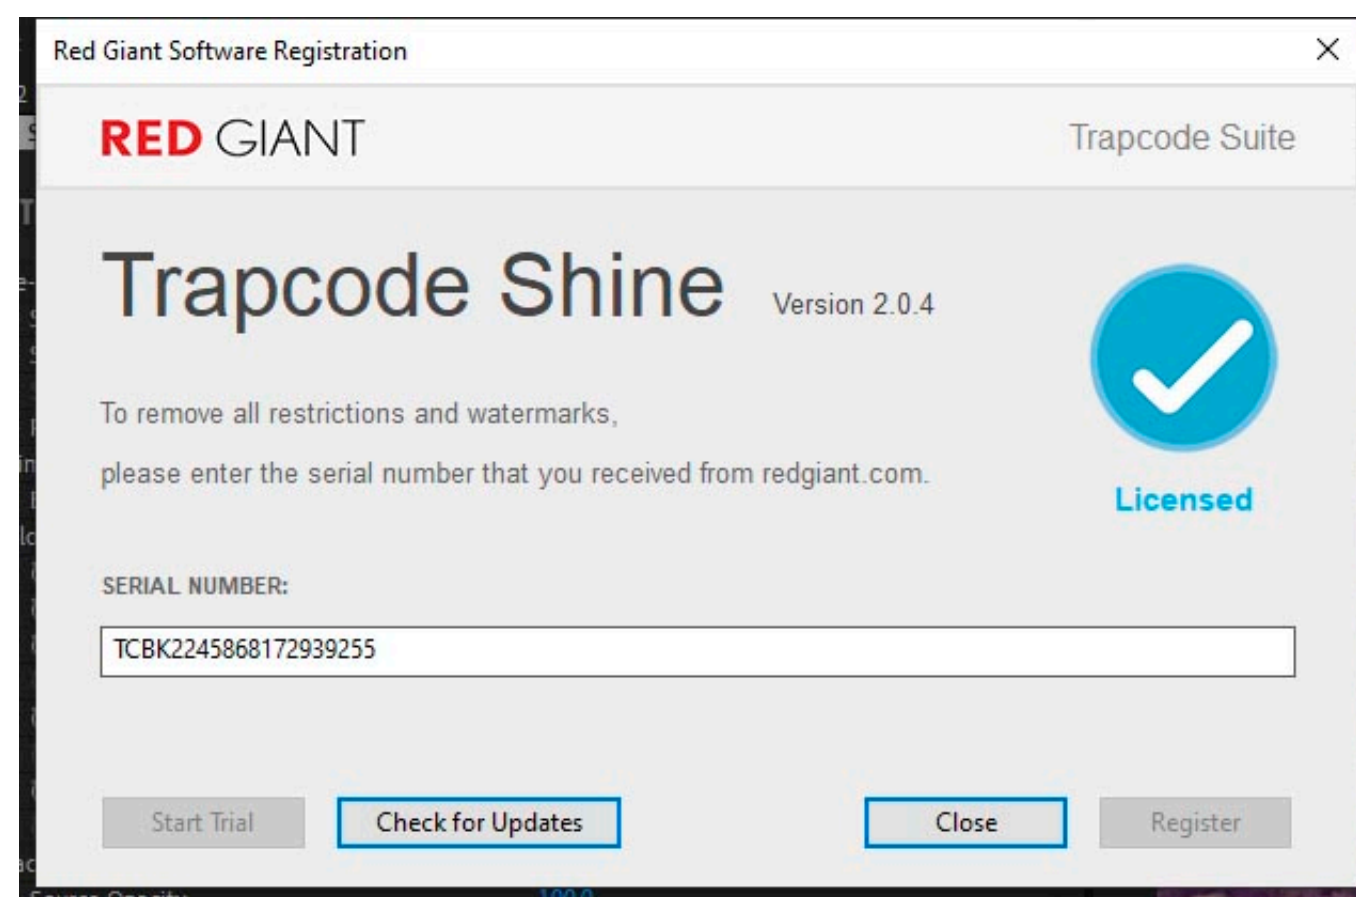 Red Giant Software Registration
RED GIANT
Trapcode Suite
Trapcode Shine
Version 2.0.4
To remove all restrictions and watermarks,
please enter the serial number that you received from redgiant.com.
Licensed
SERIAL NUMBER:
TCBK2245868172939255
Start Trial
Check for Updates
Close
Register